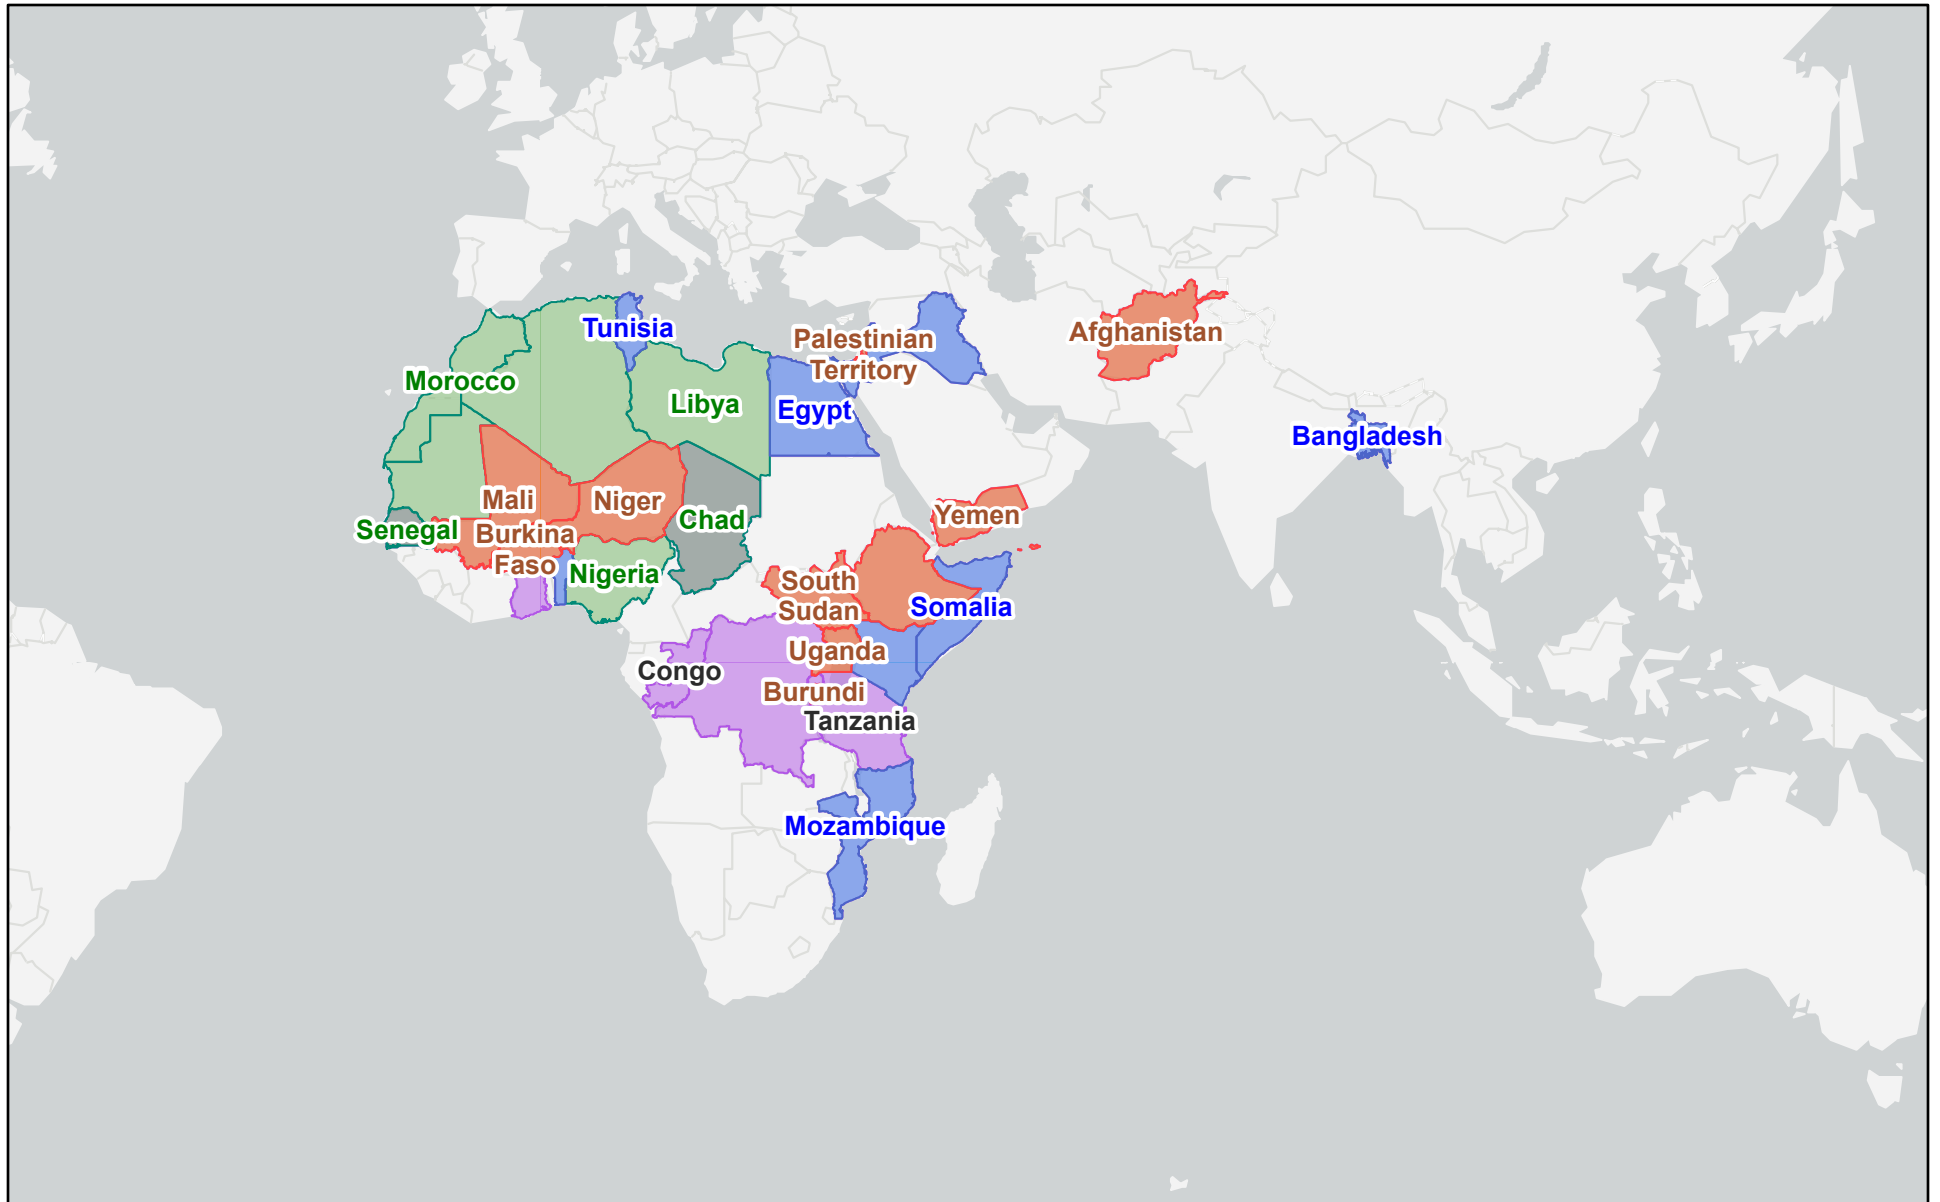 Tunisia
Palestinian
Territory
Afghanistan
Morocco
Libya
Egypt
Bangladesh
Mali
Niger
Chad
Yemen
Senegal
Burkina
Faso
Nigeria
South
Sudan
Somalia
Uganda
Congo
Burundi
Tanzania
Mozambique